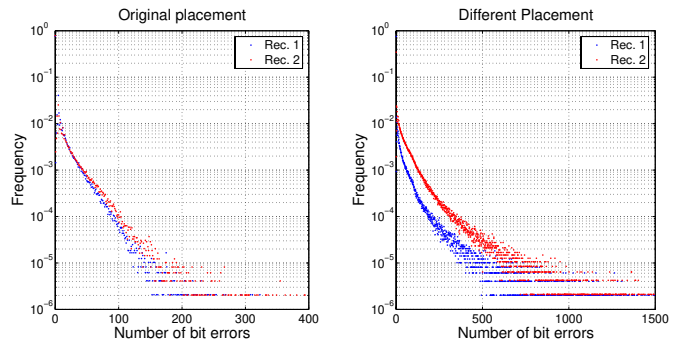 Original placement
Different Placement
Rec. 1
Rec. 2
Rec. 1
Rec. 2
Frequency
Frequency
10^0
10^-1
10^-2
10^-3
10^-4
10^-5
10^-6
10^0
10^-1
10^-2
10^-3
10^-4
10^-5
10^-6
0 100 200 300 400
0 500 1000 1500
Number of bit errors
Number of bit errors